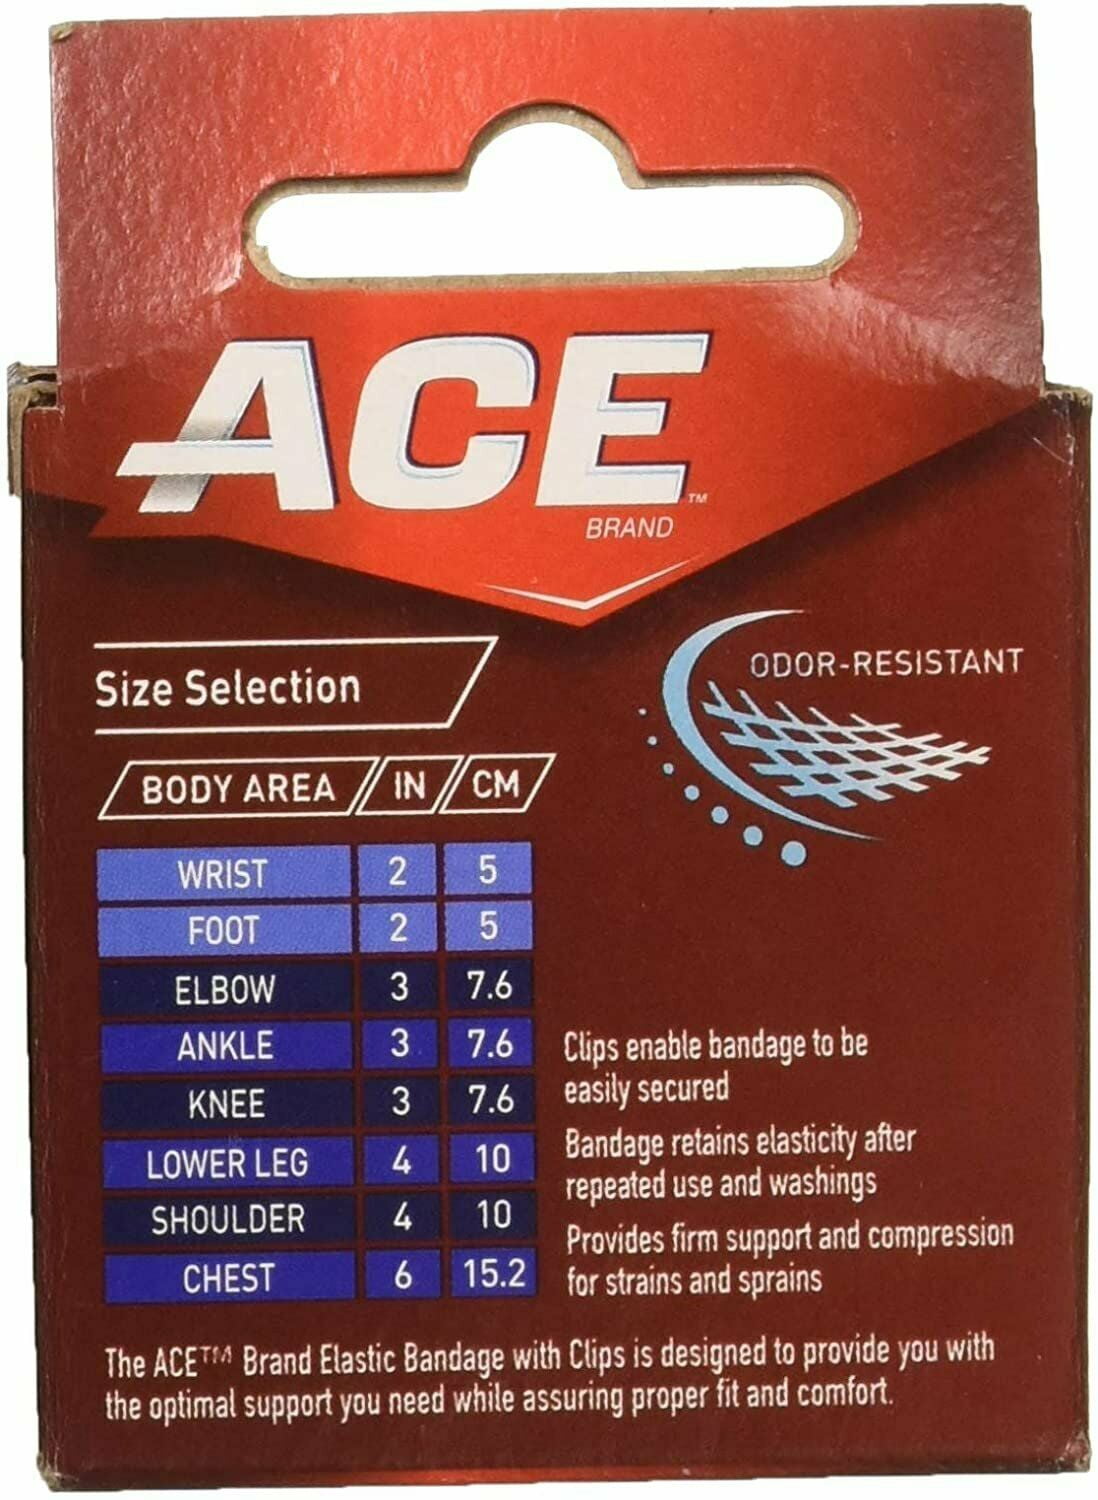 ACE™
BRAND
Size Selection
ODOR-RESISTANT
BODY AREA IN CM
WRIST 2 5
FOOT 2 5
ELBOW 3 7.6
ANKLE 3 7.6
KNEE 3 7.6
LOWER LEG 4 10
SHOULDER 4 10
CHEST 6 15.2
Clips enable bandage to be
easily secured
Bandage retains elasticity after
repeated use and washings
Provides firm support and compression
for strains and sprains
The ACE™ Brand Elastic Bandage with Clips is designed to provide you with
the optimal support you need while assuring proper fit and comfort.